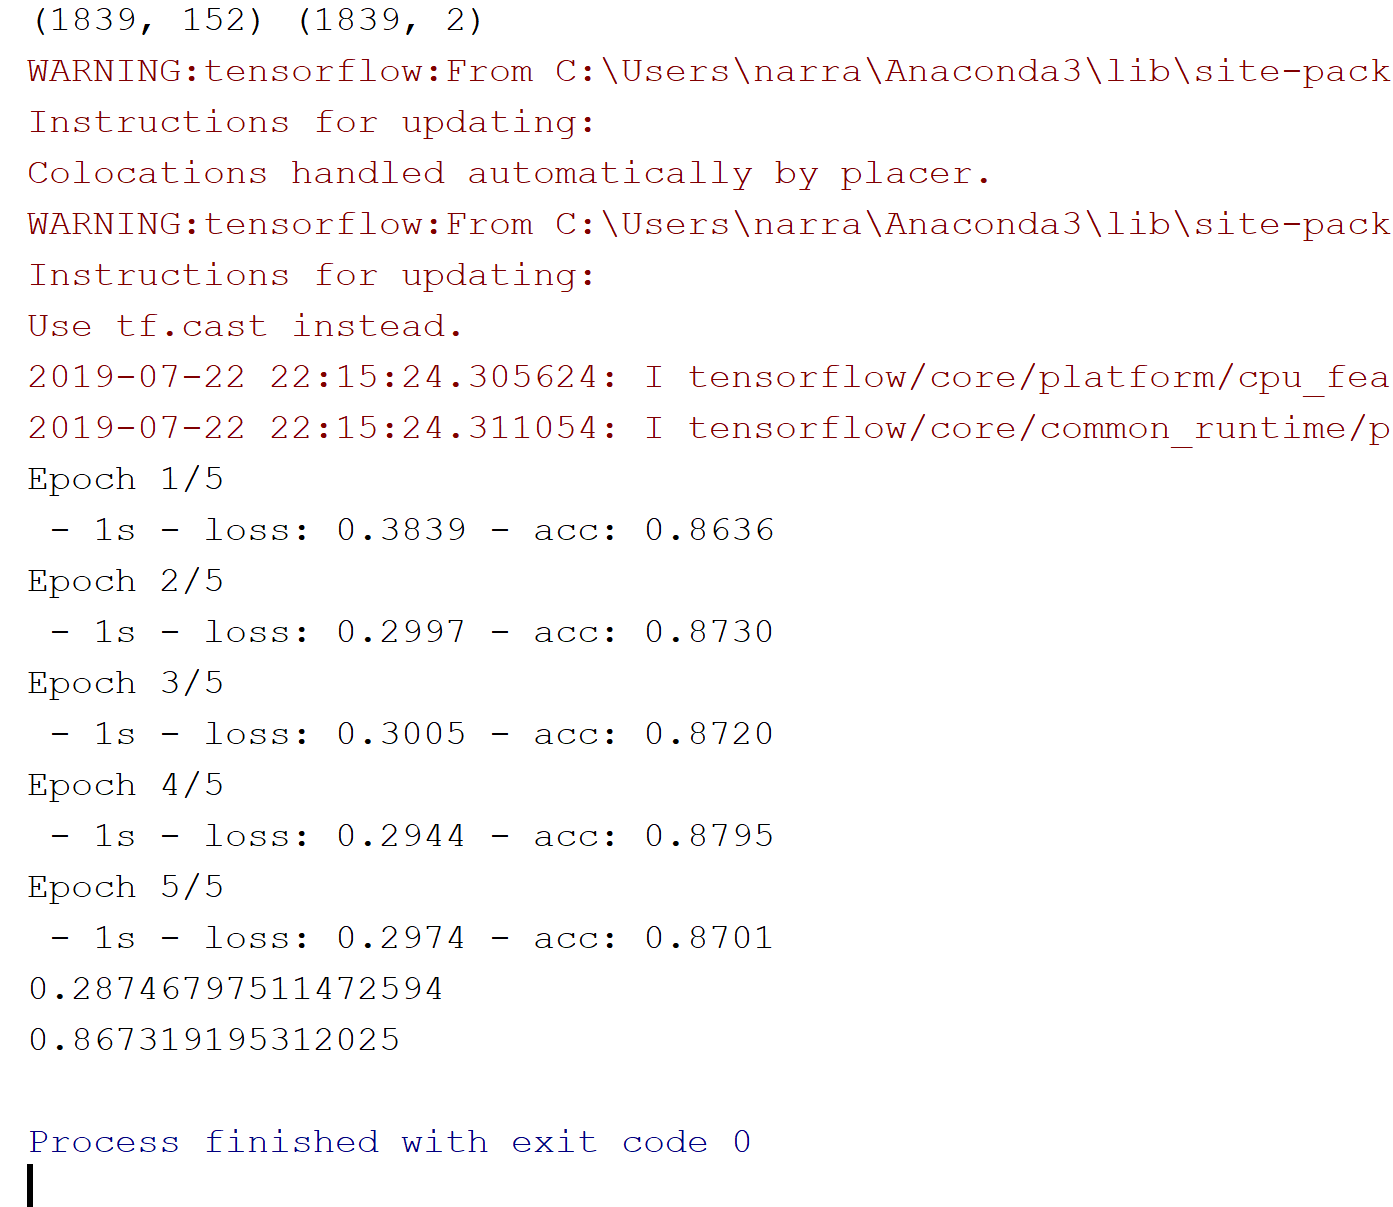 (1839, 152) (1839, 2)
WARNING:tensorflow:From C:\Users\narra\Anaconda3\lib\site-pack
Instructions for updating:
Colocations handled automatically by placer.
WARNING:tensorflow:From C:\Users\narra\Anaconda3\lib\site-pack
Instructions for updating:
Use tf.cast instead.
2019-07-22 22:15:24.305624: I tensorflow/core/platform/cpu_fea
2019-07-22 22:15:24.311054: I tensorflow/core/common_runtime/p
Epoch 1/5
 - 1s - loss: 0.3839 - acc: 0.8636
Epoch 2/5
 - 1s - loss: 0.2997 - acc: 0.8730
Epoch 3/5
 - 1s - loss: 0.3005 - acc: 0.8720
Epoch 4/5
 - 1s - loss: 0.2944 - acc: 0.8795
Epoch 5/5
 - 1s - loss: 0.2974 - acc: 0.8701
0.28746797511472594
0.867319195312025
Process finished with exit code 0